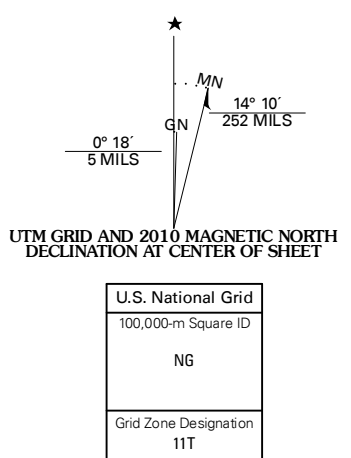 ★
MN
14° 10´
252 MILS
GN
0° 18´
5 MILS
UTM GRID AND 2010 MAGNETIC NORTH
DECLINATION AT CENTER OF SHEET
U.S. National Grid
100,000-m Square ID
NG
Grid Zone Designation
11T